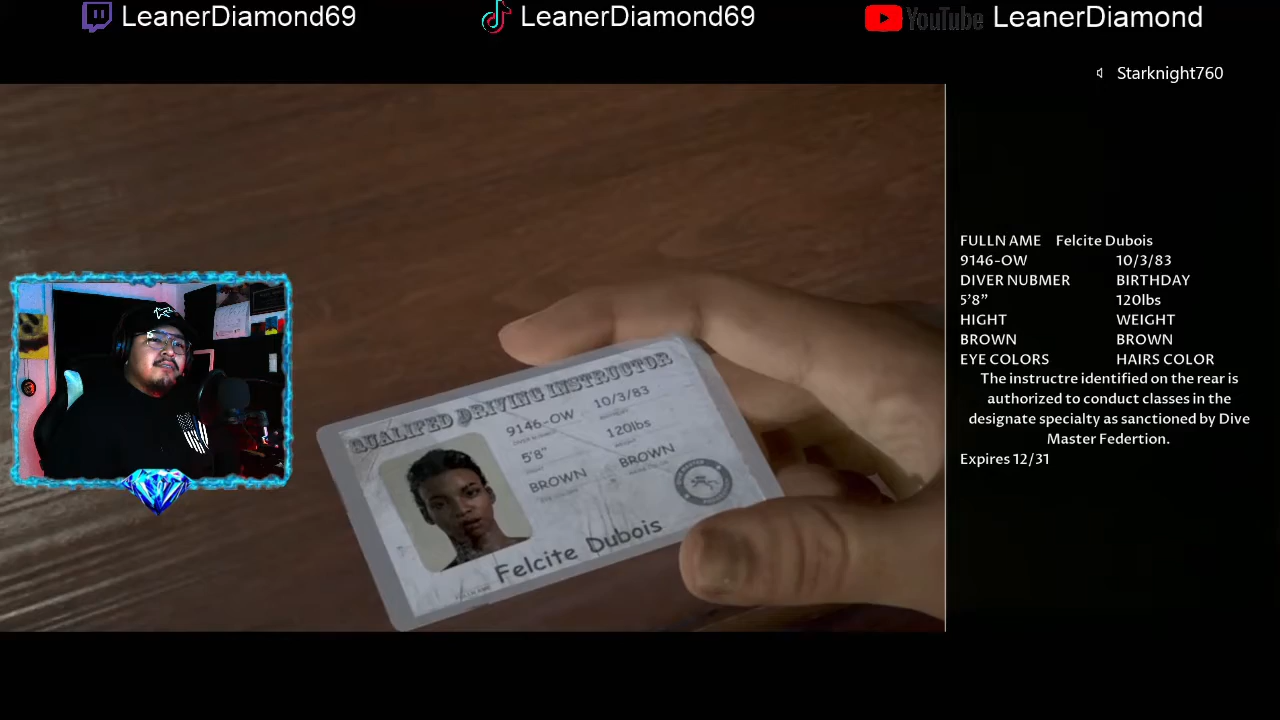 LeanerDiamond69
LeanerDiamond69
YouTube LeanerDiamond
Starknight760
QUALIFED DRIVING INSTRUCTOR
9146-OW 10/3/83
5'8" 120lbs
BROWN BROWN
Felcite Dubois
FULLN AME Felcite Dubois
9146-OW 10/3/83
DIVER NUBMER BIRTHDAY
5’8” 120lbs
HIGHT WEIGHT
BROWN BROWN
EYE COLORS HAIRS COLOR
The instructre identified on the rear is
authorized to conduct classes in the
designate specialty as sanctioned by Dive
Master Federtion.
Expires 12/31